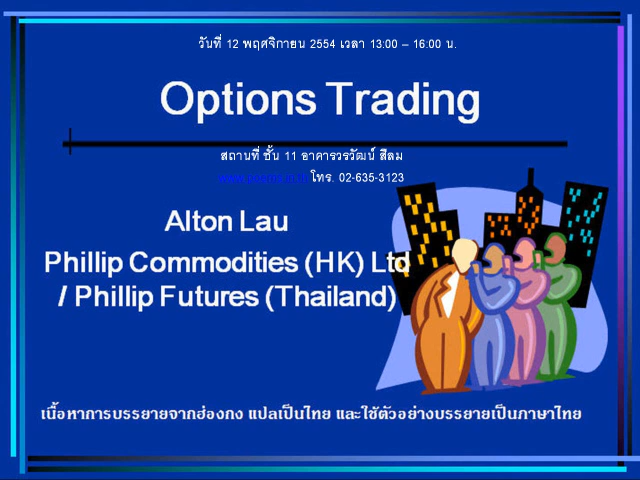 วันที่ 12 พฤศจิกายน 2554 เวลา 13:00 – 16:00 น.
Options Trading
สถานที่ ชั้น 11 อาคารวรวัฒน์ สีลม
โทร. 02-635-3123
Alton Lau
Phillip Commodities (HK) Ltd
/ Phillip Futures (Thailand)
เนื้อหาการบรรยายจากฮ่องกง แปลเป็นไทย และใช้ตัวอย่างบรรยายเป็นภาษาไทย